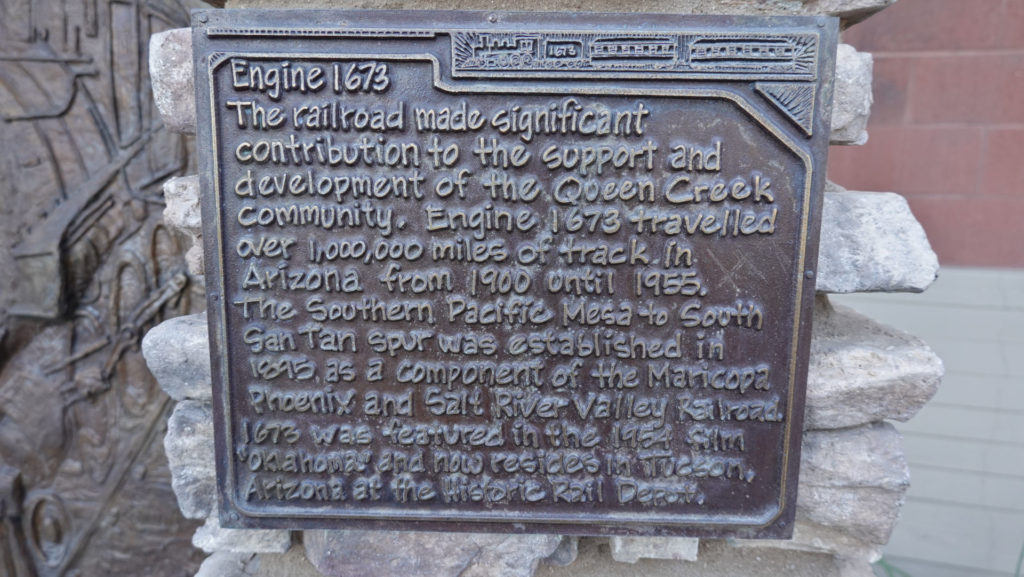 1673
Engine 1673
The railroad made significant
contribution to the support and
development of the Queen Creek
community. Engine 1673 travelled
over 1,000,000 miles of track in
Arizona from 1900 until 1955.
The Southern Pacific Mesa to South
San Tan spur was established in
1895, as a component of the Maricopa
Phoenix and Salt River Valley Railroad.
1673 was featured in the 1954 film
"Oklahoma" and now resides in Tucson,
Arizona at the Historic Rail Depot.